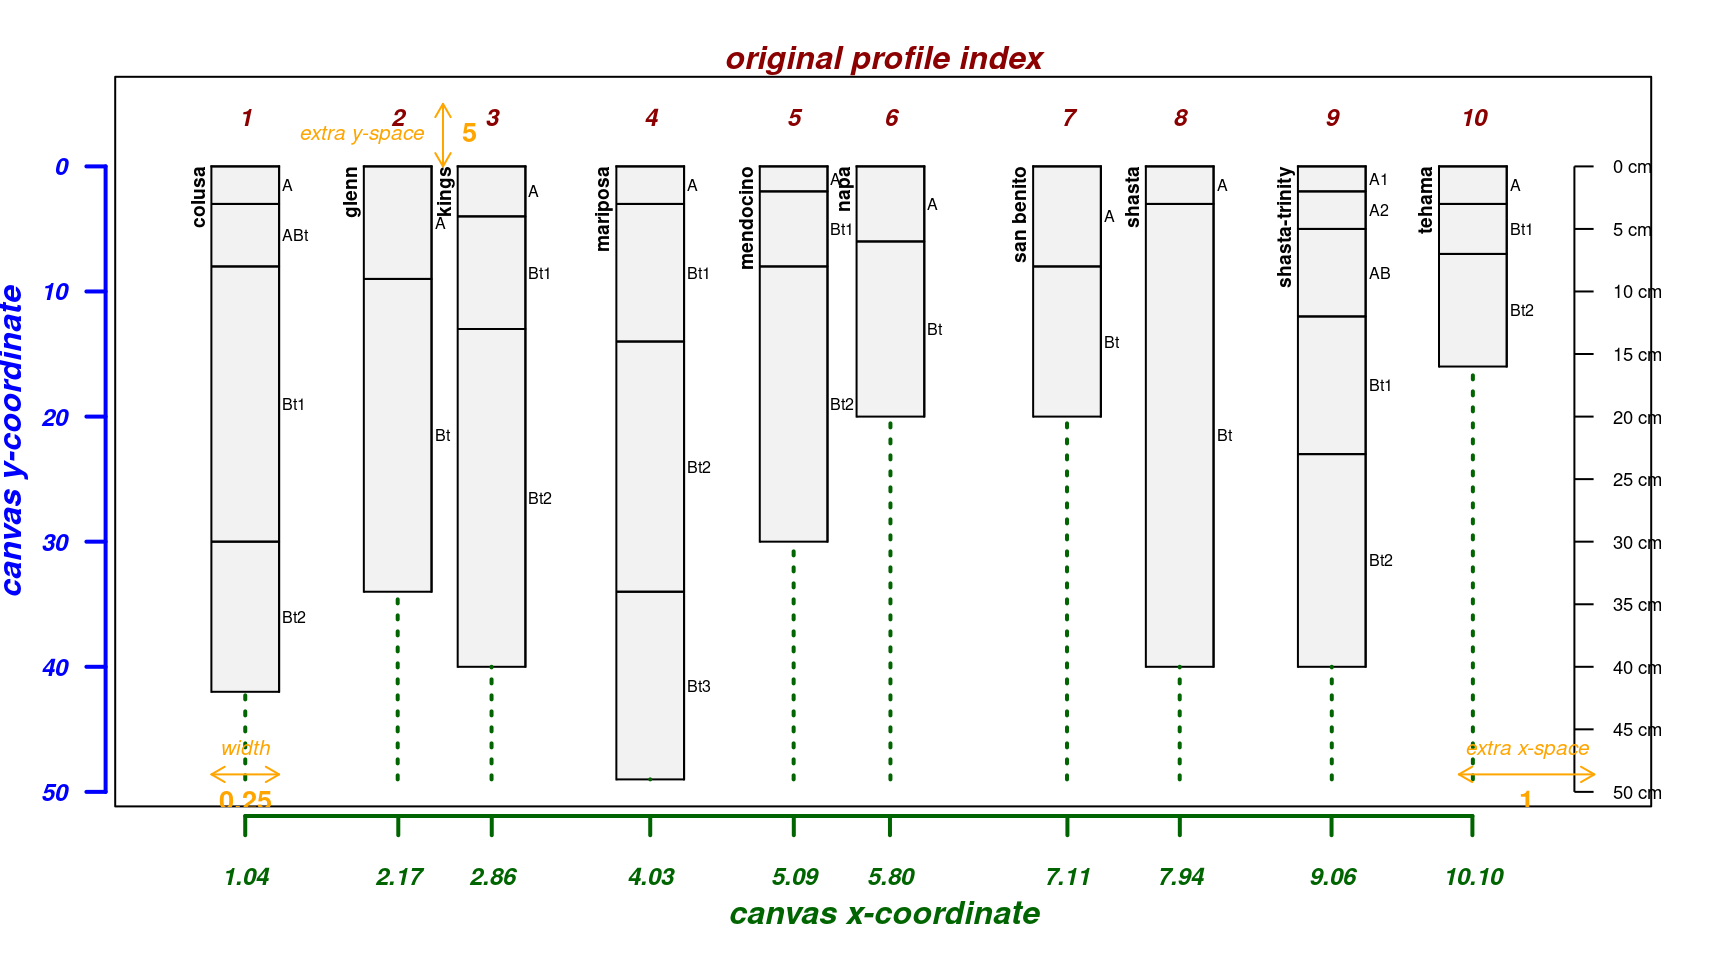 original profile index
1 2 3 4 5 6 7 8 9 10
extra y-space 5
canvas y-coordinate
0
10
20
30
40
50
colusa
A
ABt
Bt1
Bt2
glenn
A
Bt
kings
A
Bt1
Bt2
mariposa
A
Bt1
Bt2
Bt3
mendocino
A
Bt1
Bt2
napa
A
Bt
san benito
A
Bt
shasta
A
Bt
shasta-trinity
A1
A2
AB
Bt1
Bt2
tehama
A
Bt1
Bt2
0 cm
5 cm
10 cm
15 cm
20 cm
25 cm
30 cm
35 cm
40 cm
45 cm
50 cm
width
0.25
extra x-space
1
1.04 2.17 2.86 4.03 5.09 5.80 7.11 7.94 9.06 10.10
canvas x-coordinate